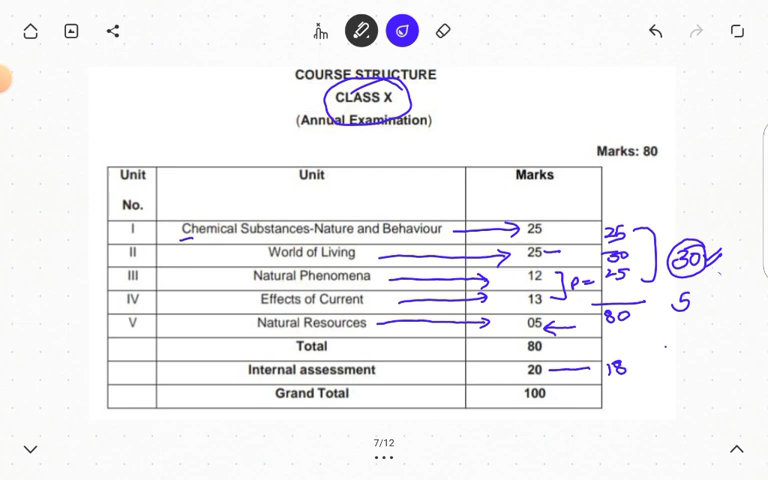 COURSE STRUCTURE
CLASS X
(Annual Examination)
Marks: 80
Unit No. Unit Marks
I Chemical Substances-Nature and Behaviour 25 25
II World of Living 25 30 30
III Natural Phenomena 12 P = 25
IV Effects of Current 13 5
V Natural Resources 05 80
Total 80
Internal assessment 20 18
Grand Total 100
7/12